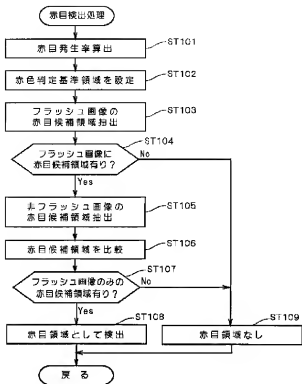 赤目検出処理
赤目発生率算出
ST101
赤色判定基準領域を設定
ST102
フラッシュ画像の
赤目候補領域抽出
ST103
ST104
フラッシュ画像に
赤目候補領域有り？
No
Yes
非フラッシュ画像の
赤目候補領域抽出
ST105
赤目候補領域を比較
ST106
ST107
フラッシュ画像のみの
赤目候補領域有り？
No
Yes
ST108
ST109
赤目領域として検出
赤目領域なし
戻る